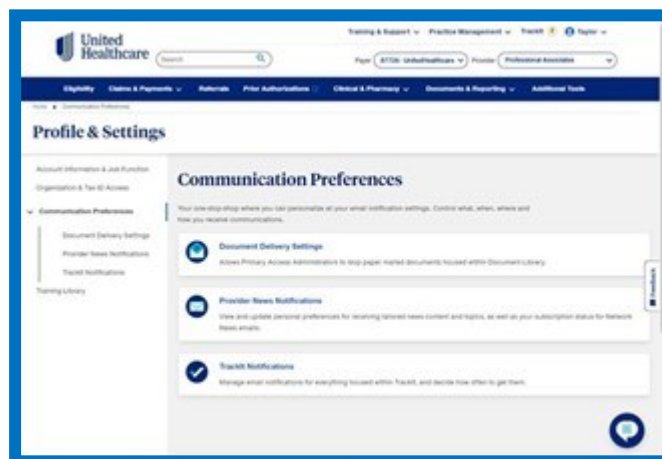 United
Healthcare
Search
Training & Support
Practice Management
TrackIt
Taylor
Payer
87726: UnitedHealthcare
Provider
Professional Associates
Eligibility
Claims & Payments
Referrals
Prior Authorizations
Clinical & Pharmacy
Documents & Reporting
Additional Tools
Home
Communication Preferences
Profile & Settings
Account Information & Job Function
Organization & Tax ID Access
Communication Preferences
Document Delivery Settings
Provider News Notifications
TrackIt Notifications
Training Library
Communication Preferences
Your one-stop-shop where you can personalize all your email notification settings. Control what, when, where and
how you receive communications.
Document Delivery Settings
Allows Primary Access Administrators to stop paper mailed documents housed within Document Library.
Provider News Notifications
View and update personal preferences for receiving tailored news content and topics, as well as your subscription status for Network
News emails.
TrackIt Notifications
Manage email notifications for everything housed within TrackIt, and decide how often to get them.
Feedback